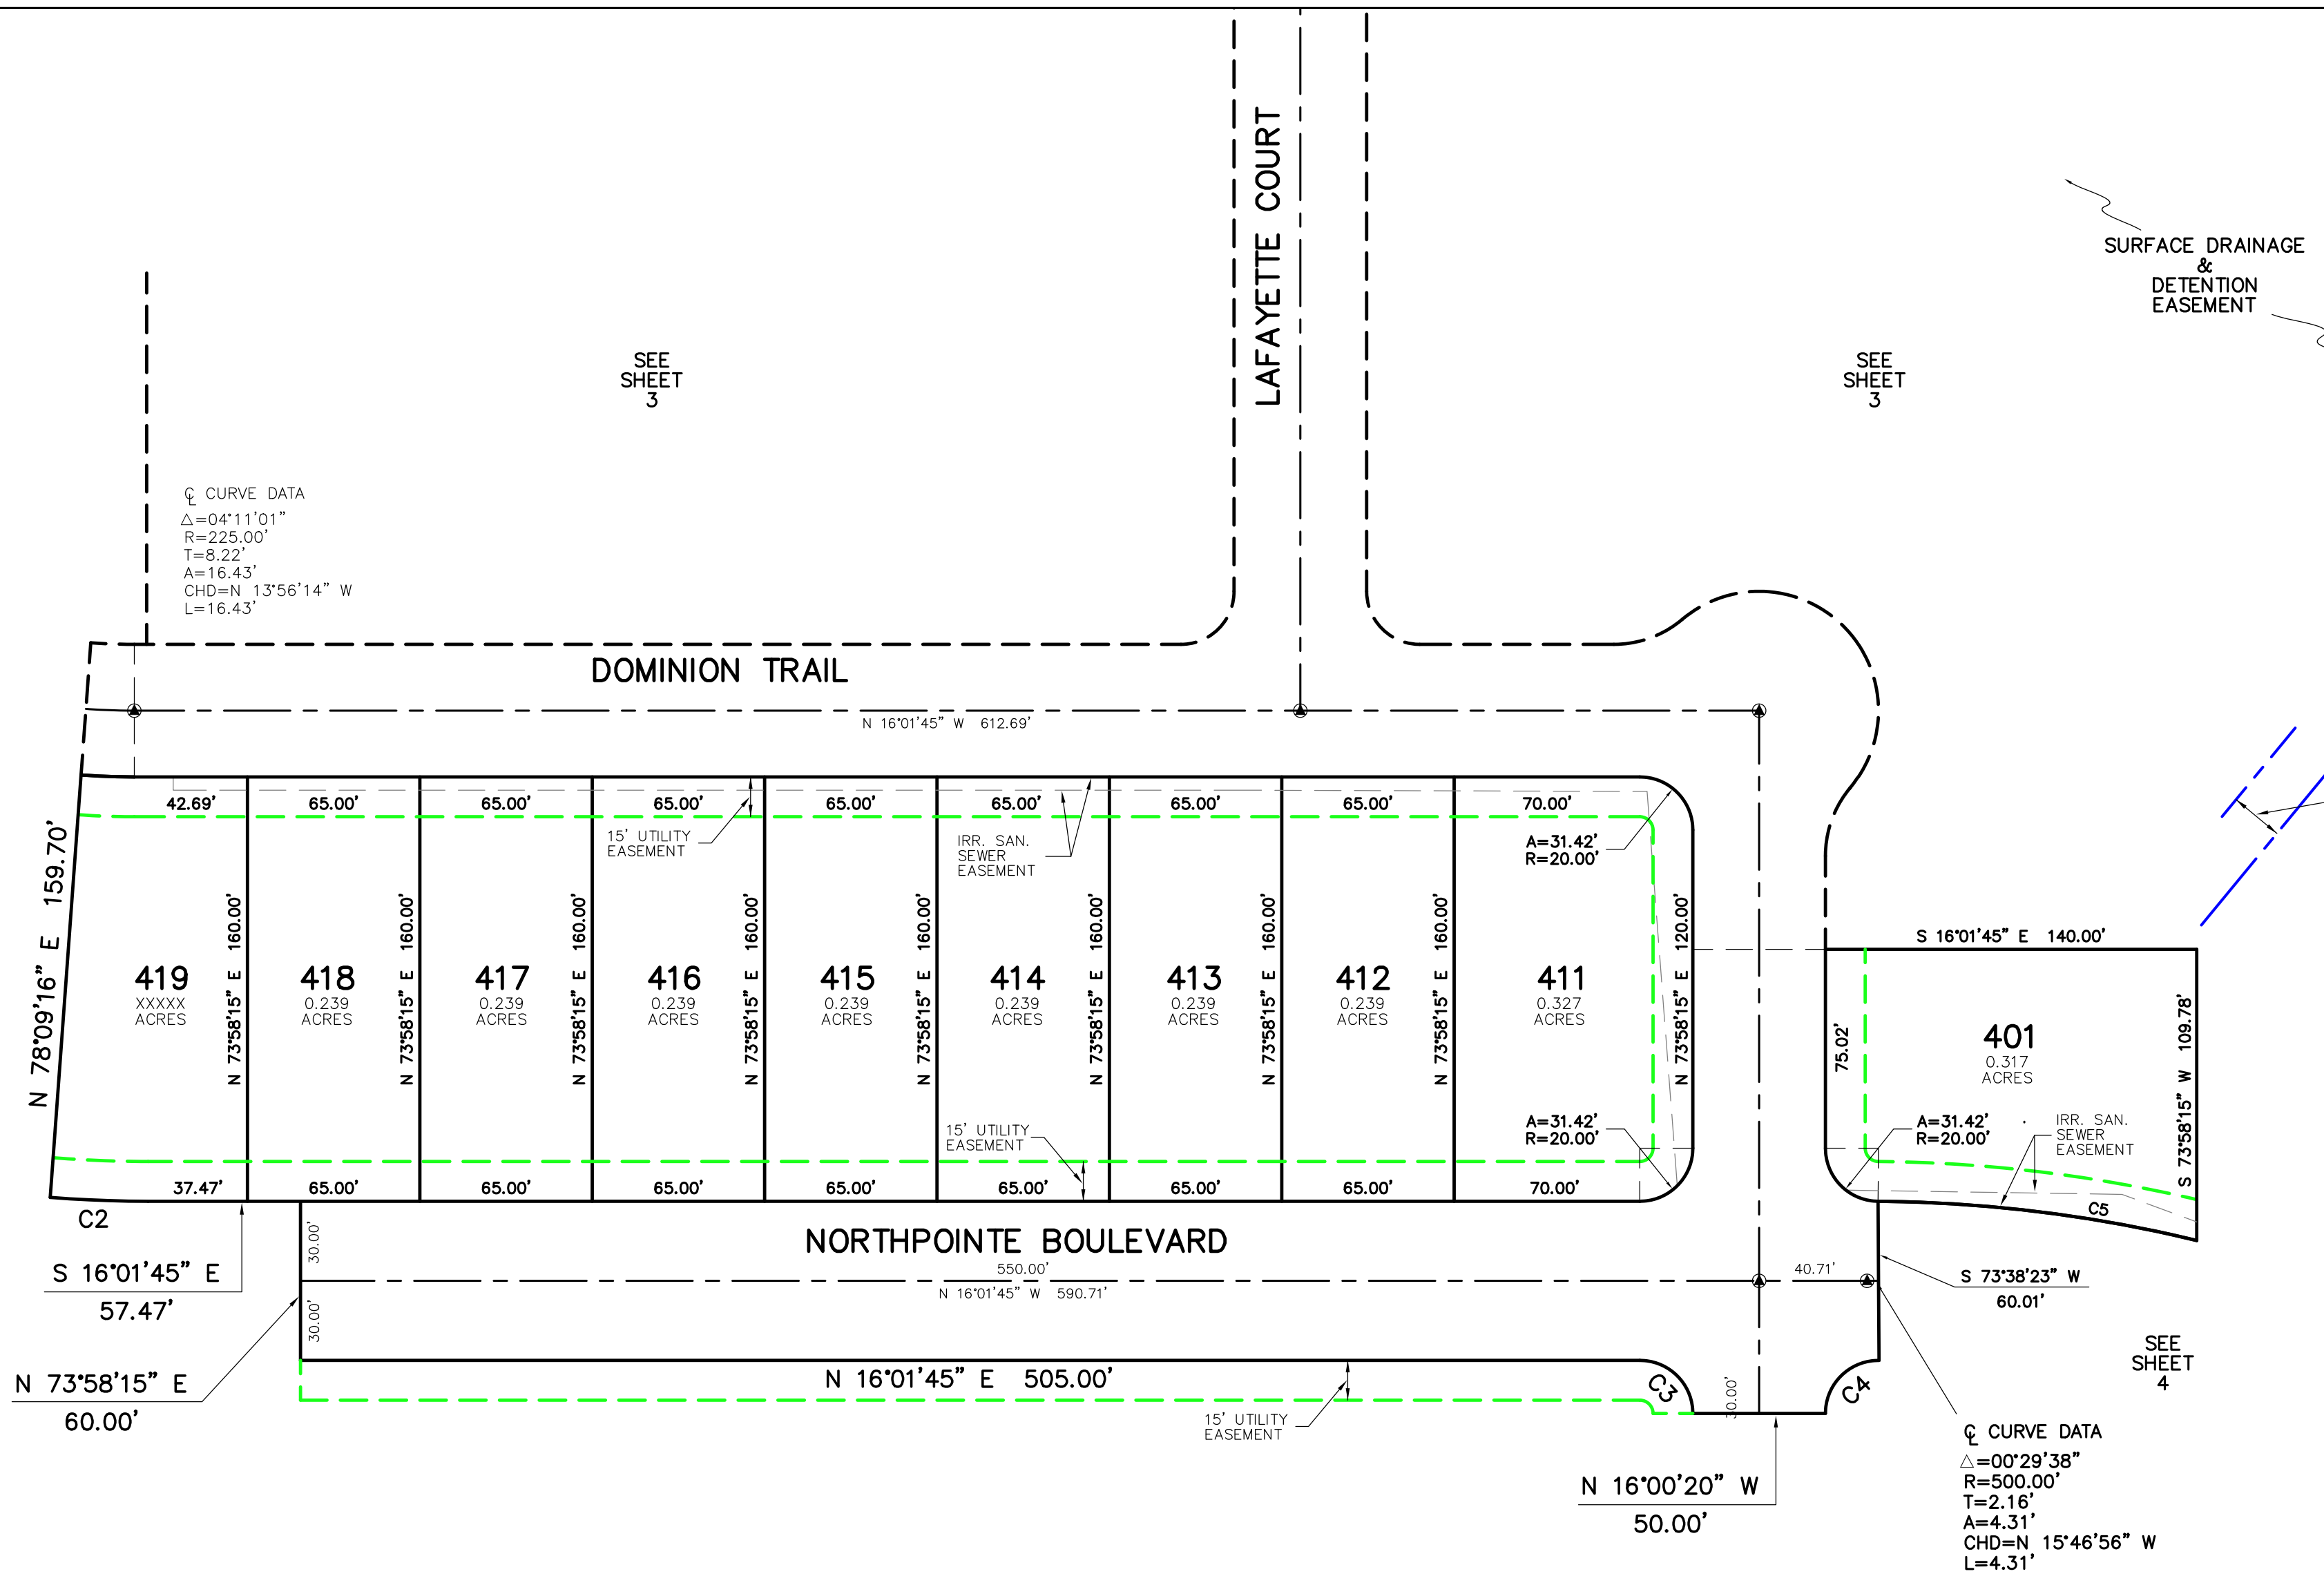 LAFAYETTE COURT
SURFACE DRAINAGE
&
DETENTION
EASEMENT
SEE
SHEET
3
SEE
SHEET
3
℄ CURVE DATA
△=04°11'01"
R=225.00'
T=8.22'
A=16.43'
CHD=N 13°56'14" W
L=16.43'
DOMINION TRAIL
N 16°01'45" W 612.69'
42.69'
65.00'
65.00'
65.00'
65.00'
65.00'
65.00'
65.00'
70.00'
15' UTILITY
EASEMENT
IRR. SAN.
SEWER
EASEMENT
A=31.42'
R=20.00'
N 78°09'16" E 159.70'
N 73°58'15" E 160.00'
N 73°58'15" E 160.00'
N 73°58'15" E 160.00'
N 73°58'15" E 160.00'
N 73°58'15" E 160.00'
N 73°58'15" E 160.00'
N 73°58'15" E 160.00'
N 73°58'15" E 160.00'
N 73°58'15" E 120.00'
S 16°01'45" E 140.00'
419
XXXXX
ACRES
418
0.239
ACRES
417
0.239
ACRES
416
0.239
ACRES
415
0.239
ACRES
414
0.239
ACRES
413
0.239
ACRES
412
0.239
ACRES
411
0.327
ACRES
75.02'
401
0.317
ACRES
S 73°58'15" W 109.78'
15' UTILITY
EASEMENT
A=31.42'
R=20.00'
A=31.42'
R=20.00'
IRR. SAN.
SEWER
EASEMENT
37.47'
65.00'
65.00'
65.00'
65.00'
65.00'
65.00'
65.00'
70.00'
C2
C5
S 16°01'45" E
57.47'
30.00'
30.00'
NORTHPOINTE BOULEVARD
550.00'
N 16°01'45" W 590.71'
40.71'
S 73°38'23" W
60.01'
N 73°58'15" E
60.00'
N 16°01'45" E 505.00'
15' UTILITY
EASEMENT
C3
30.00'
C4
SEE
SHEET
4
N 16°00'20" W
50.00'
℄ CURVE DATA
△=00°29'38"
R=500.00'
T=2.16'
A=4.31'
CHD=N 15°46'56" W
L=4.31'